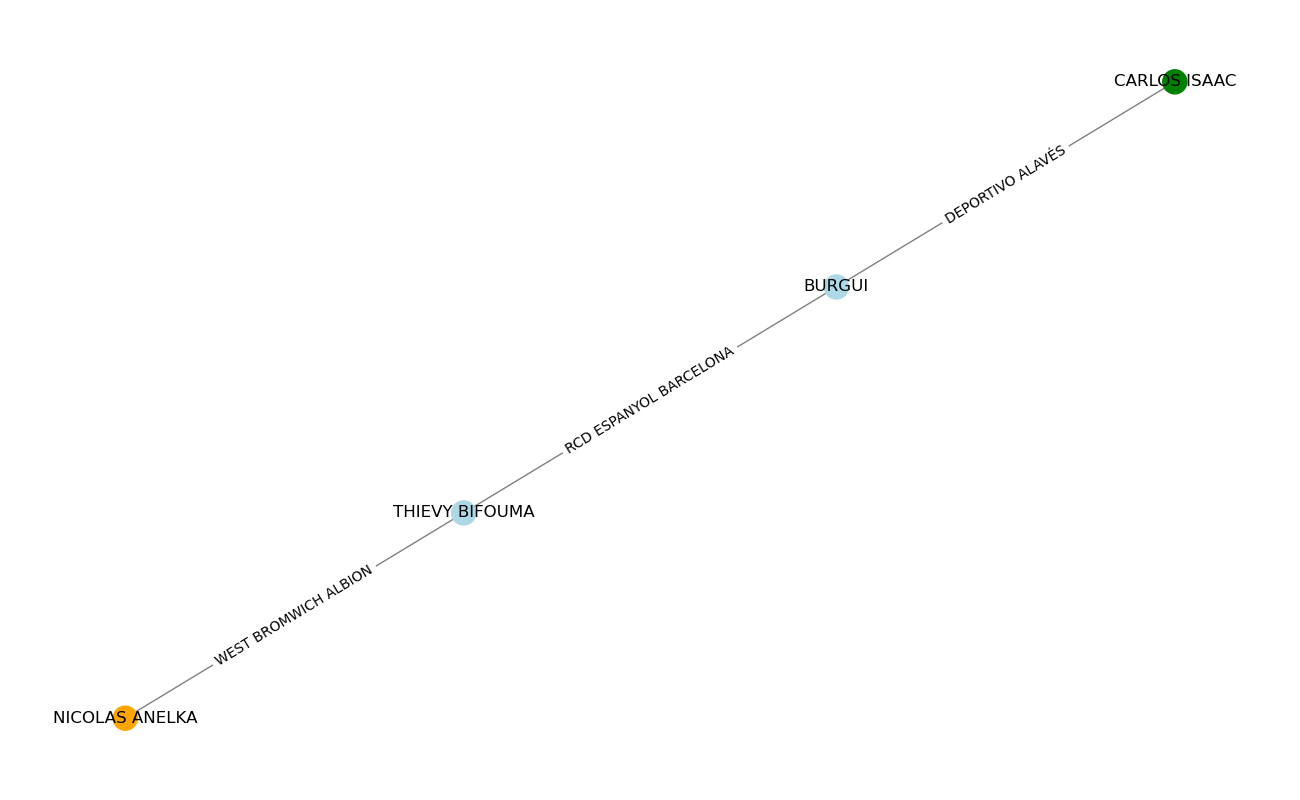 CARLOS ISAAC
DEPORTIVO ALAVÉS
BURGUI
RCD ESPANYOL BARCELONA
THIEVY BIFOUMA
WEST BROMWICH ALBION
NICOLAS ANELKA